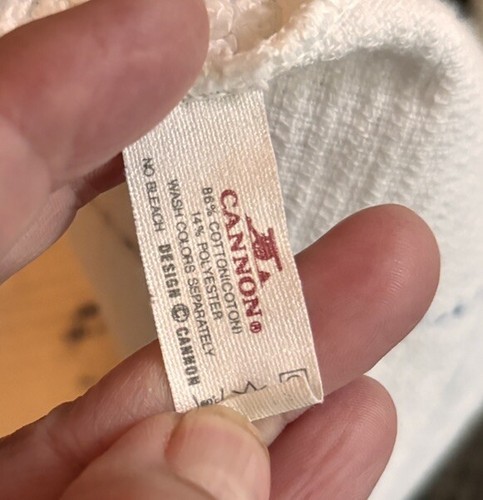 CANNON®
86% COTTON(COTON)
14% POLYESTER
WASH COLORS SEPARATELY
NO BLEACH DESIGN © CANNON